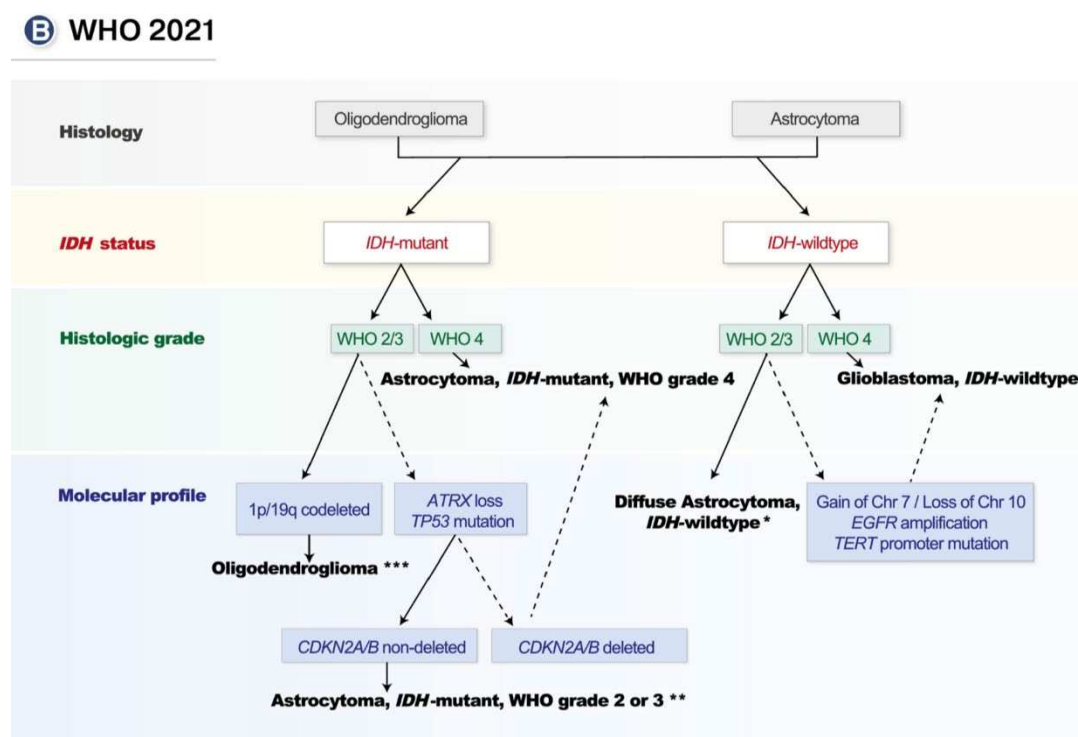 B WHO 2021
Histology
Oligodendroglioma
Astrocytoma
IDH status
IDH-mutant
IDH-wildtype
Histologic grade
WHO 2/3
WHO 4
WHO 2/3
WHO 4
Astrocytoma, IDH-mutant, WHO grade 4
Glioblastoma, IDH-wildtype
Molecular profile
1p/19q codeleted
ATRX loss
TP53 mutation
Diffuse Astrocytoma,
IDH-wildtype *
Gain of Chr 7 / Loss of Chr 10
EGFR amplification
TERT promoter mutation
Oligodendroglioma ***
CDKN2A/B non-deleted
CDKN2A/B deleted
Astrocytoma, IDH-mutant, WHO grade 2 or 3 **